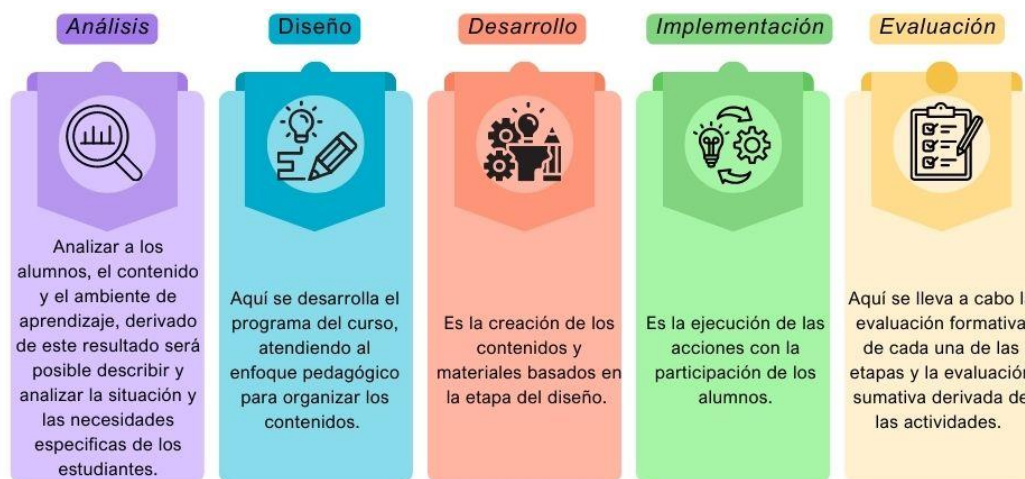 Análisis
Diseño
Desarrollo
Implementación
Evaluación
Analizar a los
alumnos, el contenido
y el ambiente de
aprendizaje, derivado
de este resultado será
posible describir y
analizar la situación y
las necesidades
especificas de los
estudiantes.
Aquí se desarrolla el
programa del curso,
atendiendo al
enfoque pedagógico
para organizar los
contenidos.
Es la creación de los
contenidos y
materiales basados en
la etapa del diseño.
Es la ejecución de las
acciones con la
participación de los
alumnos.
Aquí se lleva a cabo l
evaluación formativa
de cada una de las
etapas y la evaluación
sumativa derivada de
las actividades.